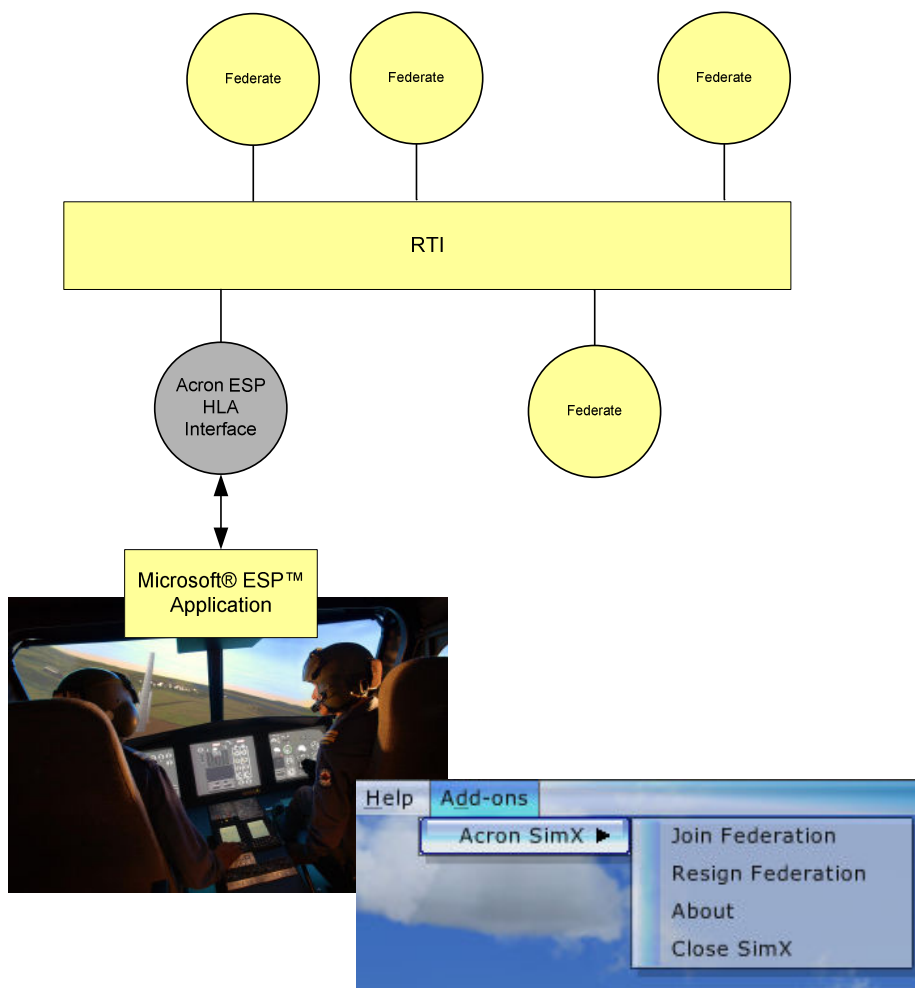 Federate
Federate
Federate
RTI
Acron ESP
HLA
Interface
Federate
Microsoft® ESP™
Application
Help
Add-ons
Acron SimX
Join Federation
Resign Federation
About
Close SimX